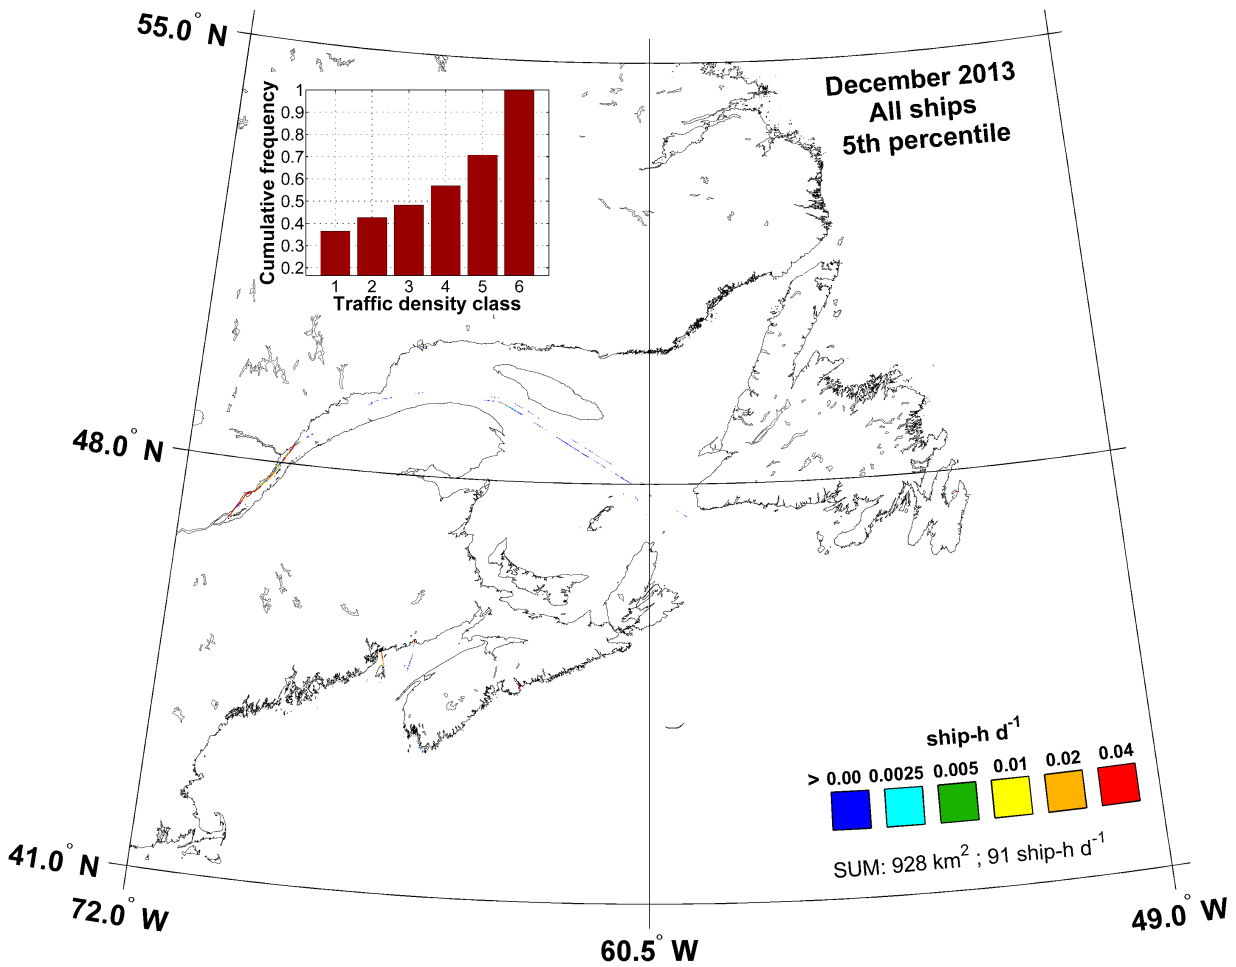 55.0° N
December 2013
All ships
5th percentile
Cumulative frequency
1
0.9
0.8
0.7
0.6
0.5
0.4
0.3
0.2
1 2 3 4 5 6
Traffic density class
48.0° N
ship-h d-1
> 0.00 0.0025 0.005 0.01 0.02 0.04
SUM: 928 km2 ; 91 ship-h d-1
41.0° N
72.0° W
60.5° W
49.0° W